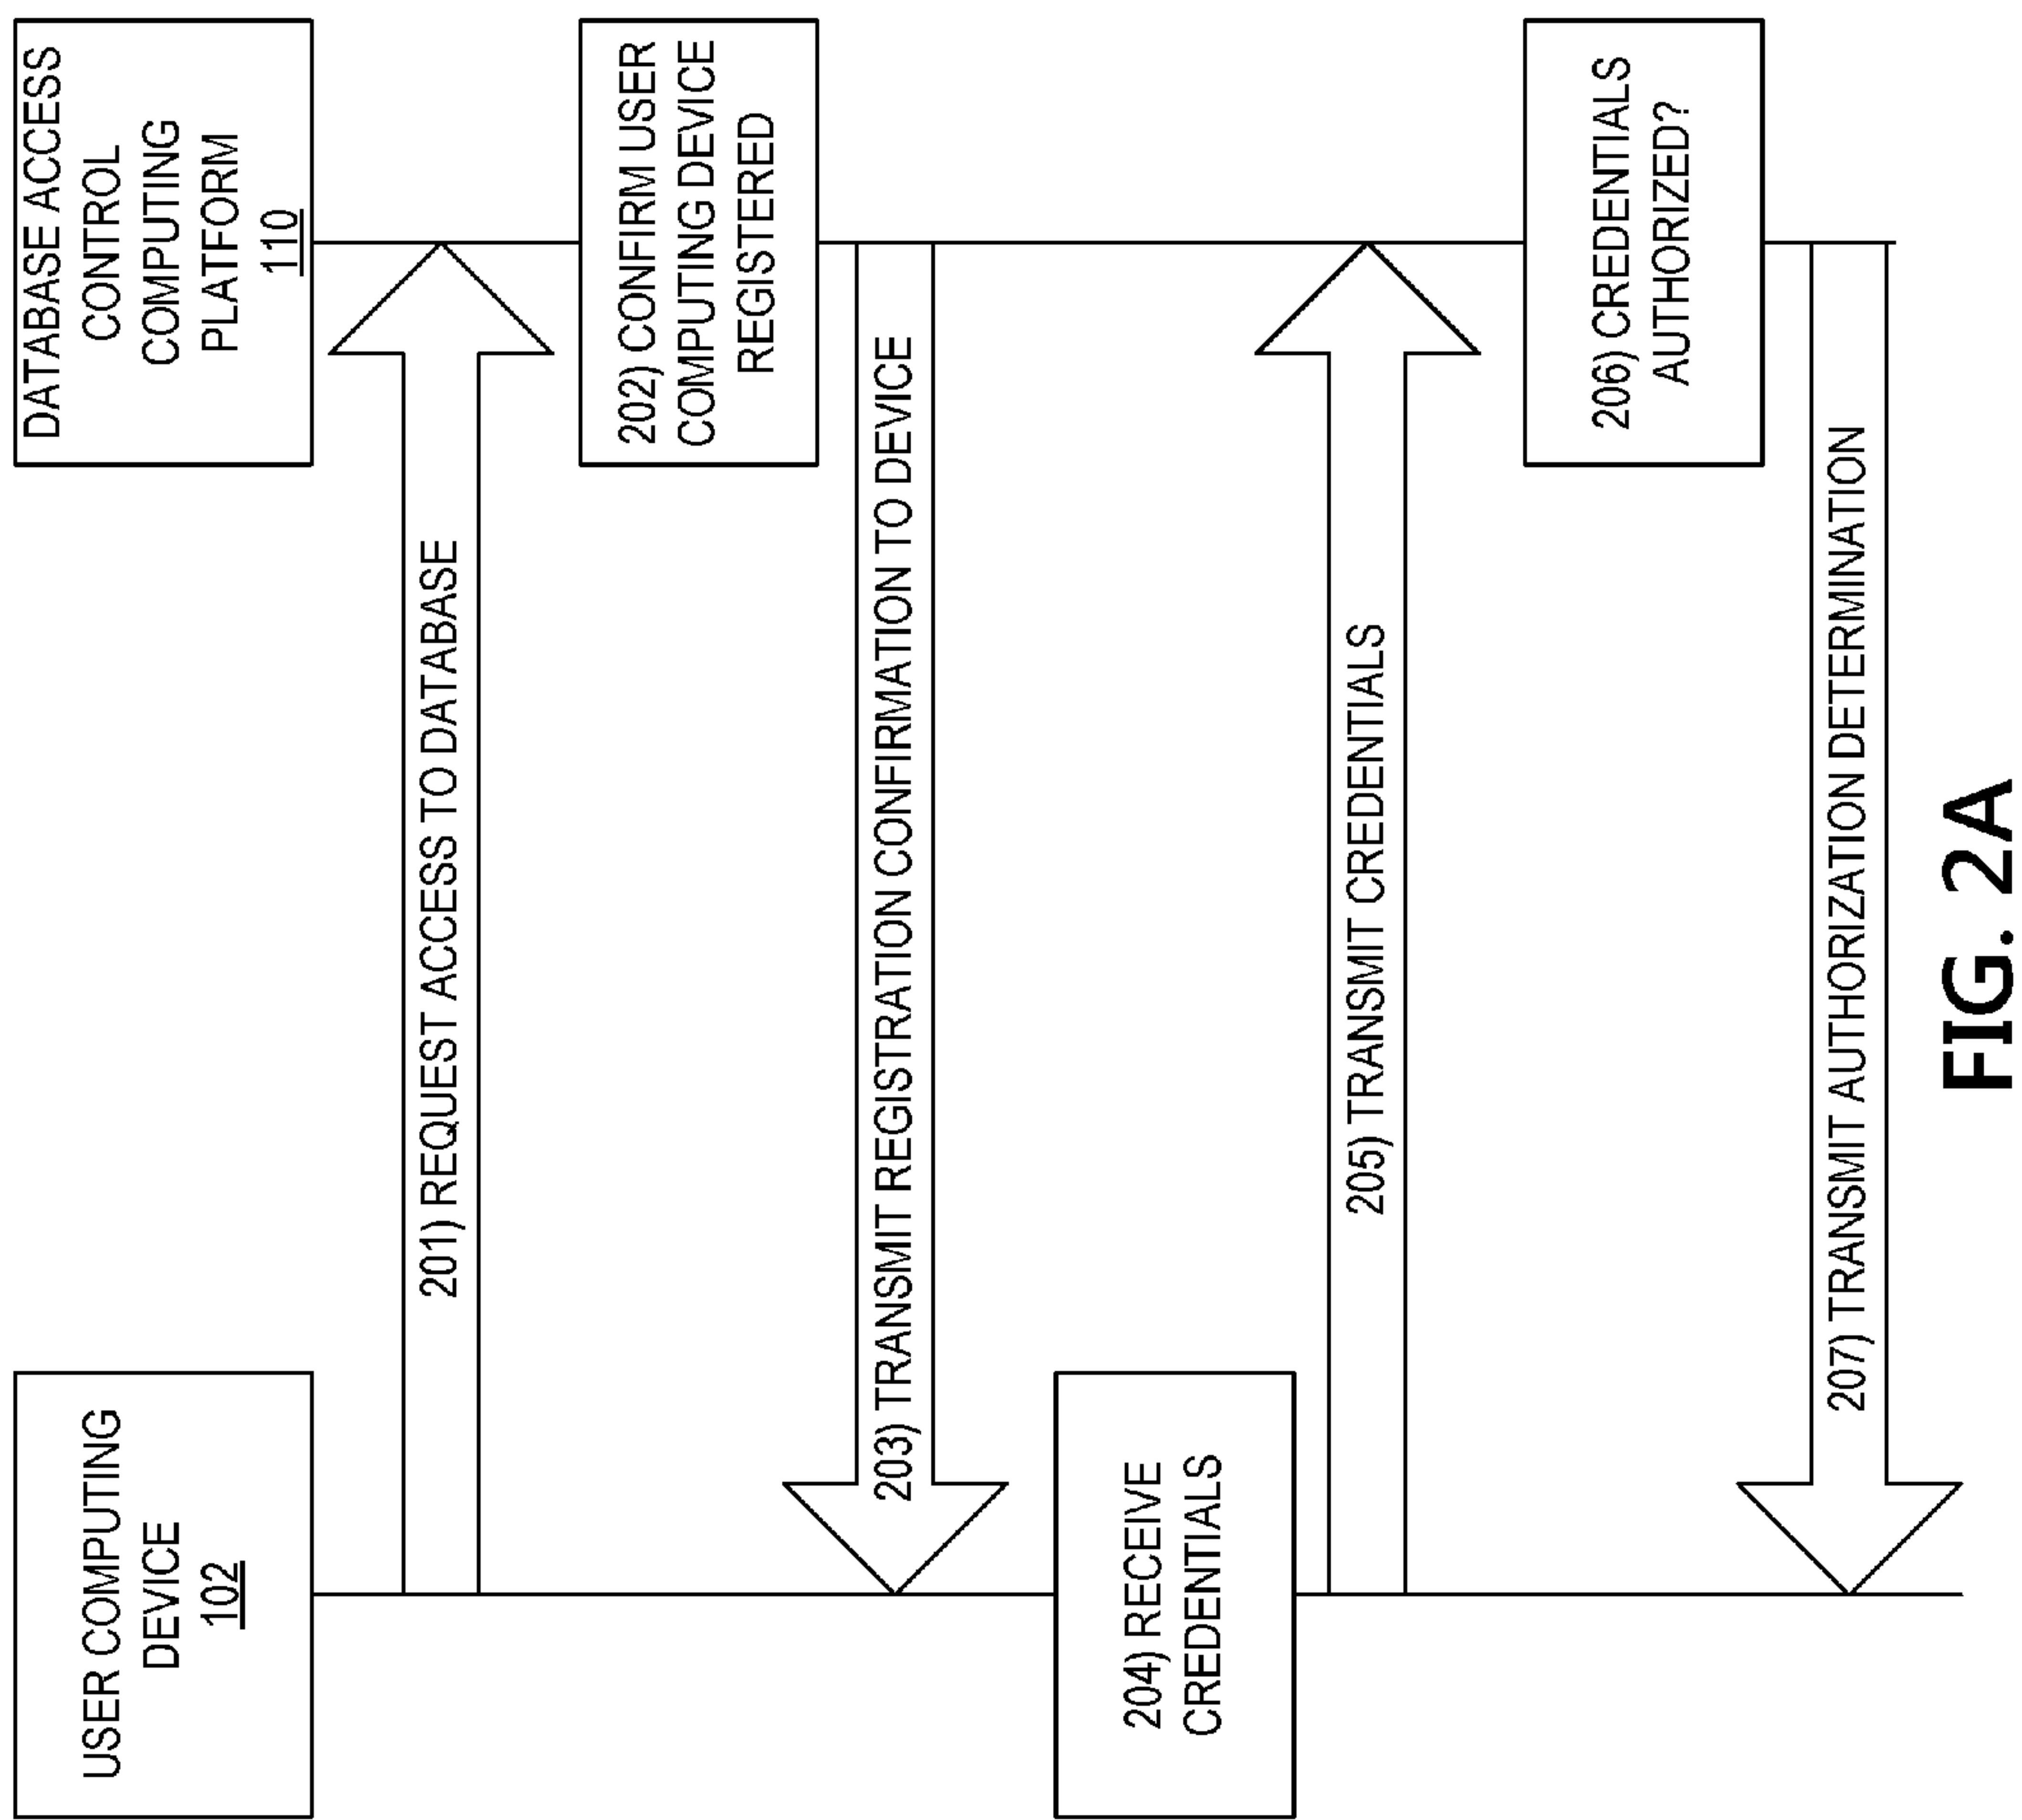 USER COMPUTING
DEVICE
102
DATABASE ACCESS
CONTROL
COMPUTING
PLATFORM
110
201) REQUEST ACCESS TO DATABASE
202) CONFIRM USER
COMPUTING DEVICE
REGISTERED
203) TRANSMIT REGISTRATION CONFIRMATION TO DEVICE
204) RECEIVE
CREDENTIALS
205) TRANSMIT CREDENTIALS
206) CREDENTIALS
AUTHORIZED?
207) TRANSMIT AUTHORIZATION DETERMINATION
FIG. 2A